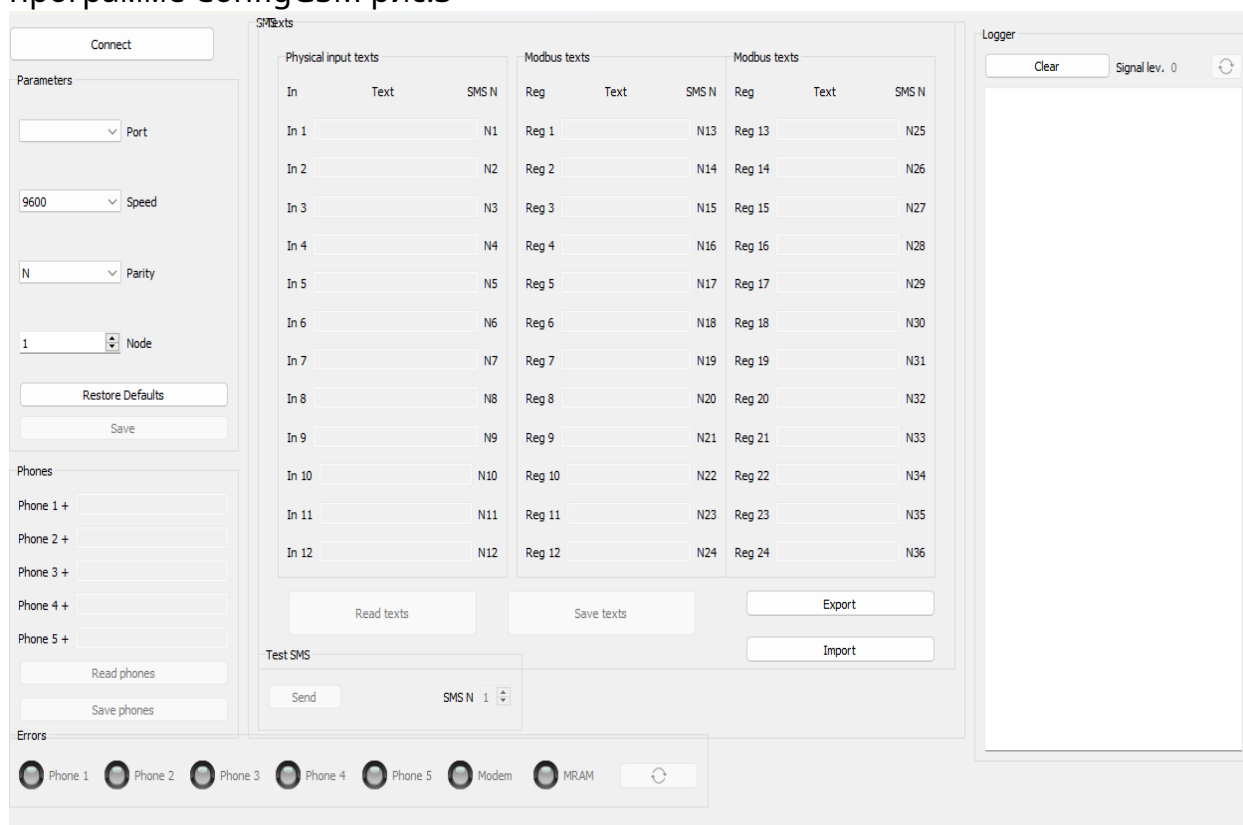 программе ConfigGSM рис.3
Connect
Parameters
Port
9600 Speed
N Parity
1 Node
Restore Defaults
Save
Phones
Phone 1 +
Phone 2 +
Phone 3 +
Phone 4 +
Phone 5 +
Read phones
Save phones
SMS
Texts
Physical input texts
In Text SMS N
In 1 N1
In 2 N2
In 3 N3
In 4 N4
In 5 N5
In 6 N6
In 7 N7
In 8 N8
In 9 N9
In 10 N10
In 11 N11
In 12 N12
Modbus texts
Reg Text SMS N
Reg 1 N13
Reg 2 N14
Reg 3 N15
Reg 4 N16
Reg 5 N17
Reg 6 N18
Reg 7 N19
Reg 8 N20
Reg 9 N21
Reg 10 N22
Reg 11 N23
Reg 12 N24
Modbus texts
Reg Text SMS N
Reg 13 N25
Reg 14 N26
Reg 15 N27
Reg 16 N28
Reg 17 N29
Reg 18 N30
Reg 19 N31
Reg 20 N32
Reg 21 N33
Reg 22 N34
Reg 23 N35
Reg 24 N36
Read texts
Save texts
Export
Import
Test SMS
Send SMS N 1
Errors
Phone 1 Phone 2 Phone 3 Phone 4 Phone 5 Modem MRAM
Logger
Clear Signal lev. 0